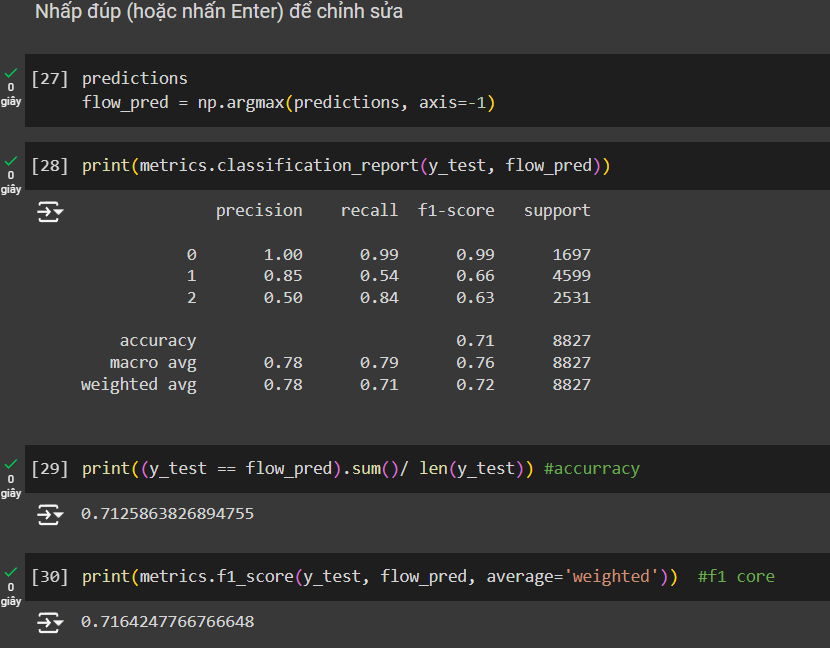 Nhấp đúp (hoặc nhấn Enter) để chỉnh sửa
0
giây
[27] predictions
flow_pred = np.argmax(predictions, axis=-1)
0
giây
[28] print(metrics.classification_report(y_test, flow_pred))
precision recall f1-score support
0 1.00 0.99 0.99 1697
1 0.85 0.54 0.66 4599
2 0.50 0.84 0.63 2531
accuracy 0.71 8827
macro avg 0.78 0.79 0.76 8827
weighted avg 0.78 0.71 0.72 8827
0
giây
[29] print((y_test == flow_pred).sum()/ len(y_test)) #accurracy
0.7125863826894755
0
giây
[30] print(metrics.f1_score(y_test, flow_pred, average='weighted')) #f1 core
0.7164247766766648